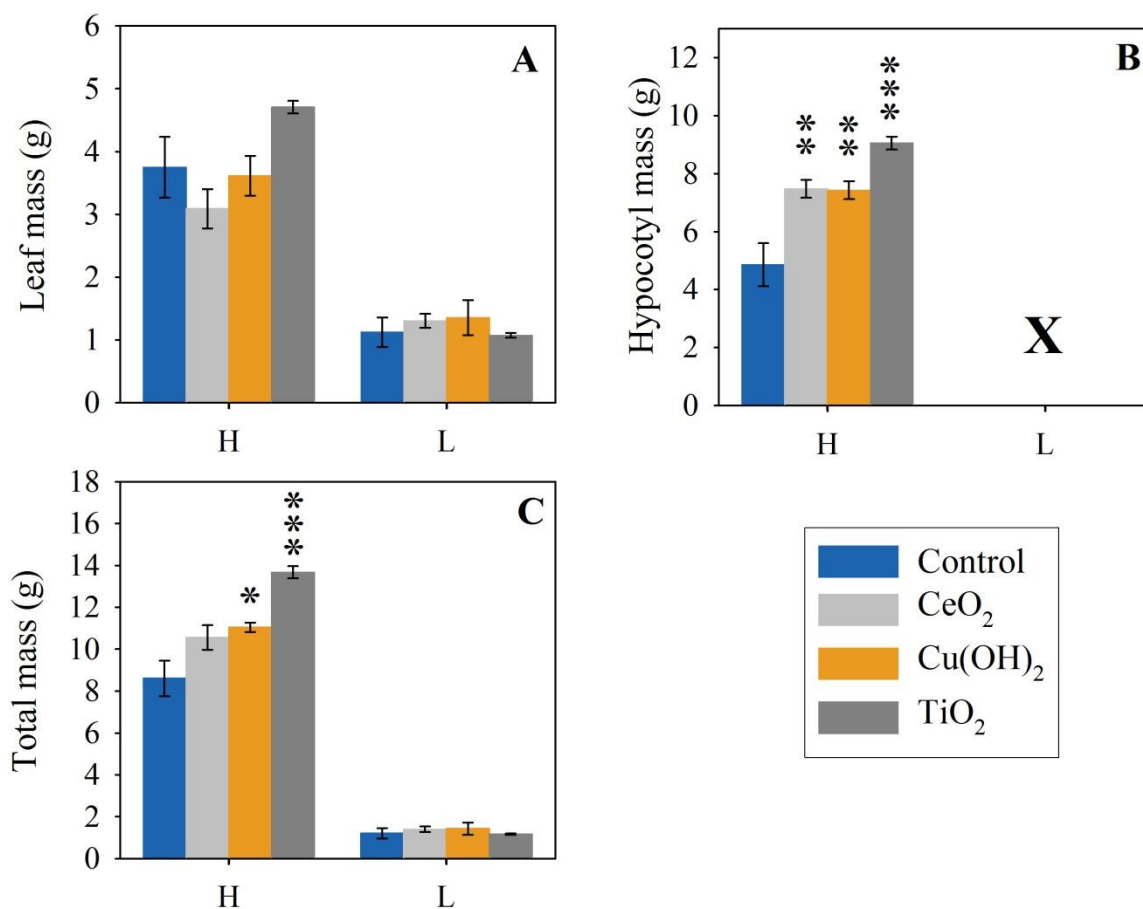 A
Leaf mass (g)
6
5
4
3
2
1
0
H
L
B
Hypocotyl mass (g)
12
10
8
6
4
2
0
**
**
***
X
H
L
C
Total mass (g)
18
16
14
12
10
8
6
4
2
0
*
***
H
L
Control
CeO₂
Cu(OH)₂
TiO₂